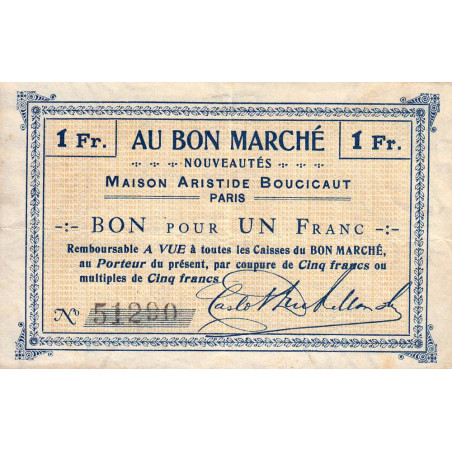 1 Fr. AU BON MARCHÉ 1 Fr.
NOUVEAUTÉS
MAISON ARISTIDE BOUCICAUT
PARIS
-:- BON POUR UN FRANC -:-
Remboursable A VUE à toutes les Caisses du BON MARCHÉ,
au Porteur du présent, par coupure de Cinq francs ou
multiples de Cinq francs.
No 51290